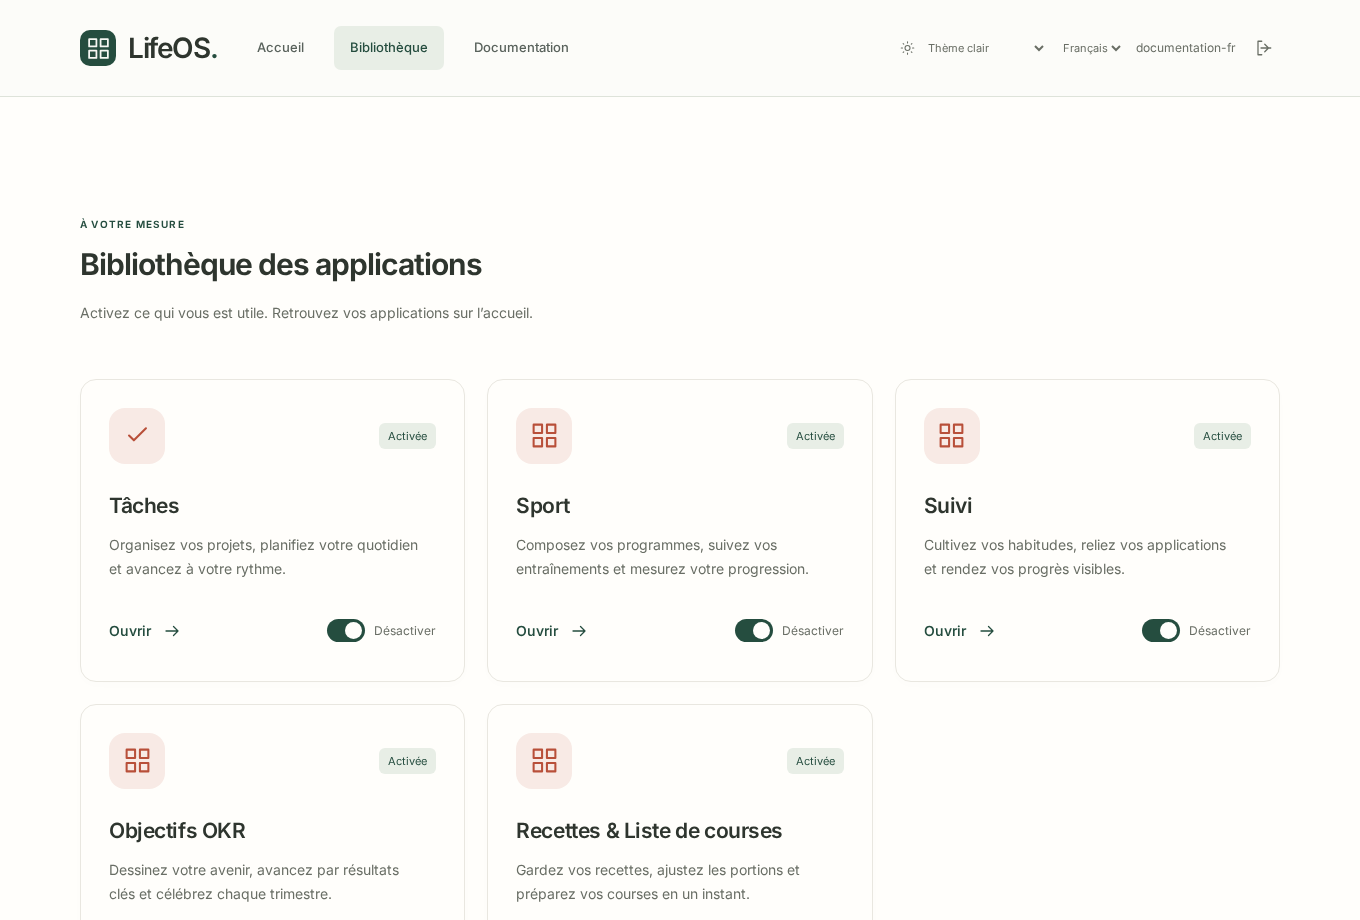 LifeOS.
Accueil
Bibliothèque
Documentation
Thème clair
Français
documentation-fr
À VOTRE MESURE
Bibliothèque des applications
Activez ce qui vous est utile. Retrouvez vos applications sur l’accueil.
Activée
Tâches
Organisez vos projets, planifiez votre quotidien
et avancez à votre rythme.
Ouvrir
Désactiver
Activée
Sport
Composez vos programmes, suivez vos
entraînements et mesurez votre progression.
Ouvrir
Désactiver
Activée
Suivi
Cultivez vos habitudes, reliez vos applications
et rendez vos progrès visibles.
Ouvrir
Désactiver
Activée
Objectifs OKR
Dessinez votre avenir, avancez par résultats
clés et célébrez chaque trimestre.
Activée
Recettes & Liste de courses
Gardez vos recettes, ajustez les portions et
préparez vos courses en un instant.